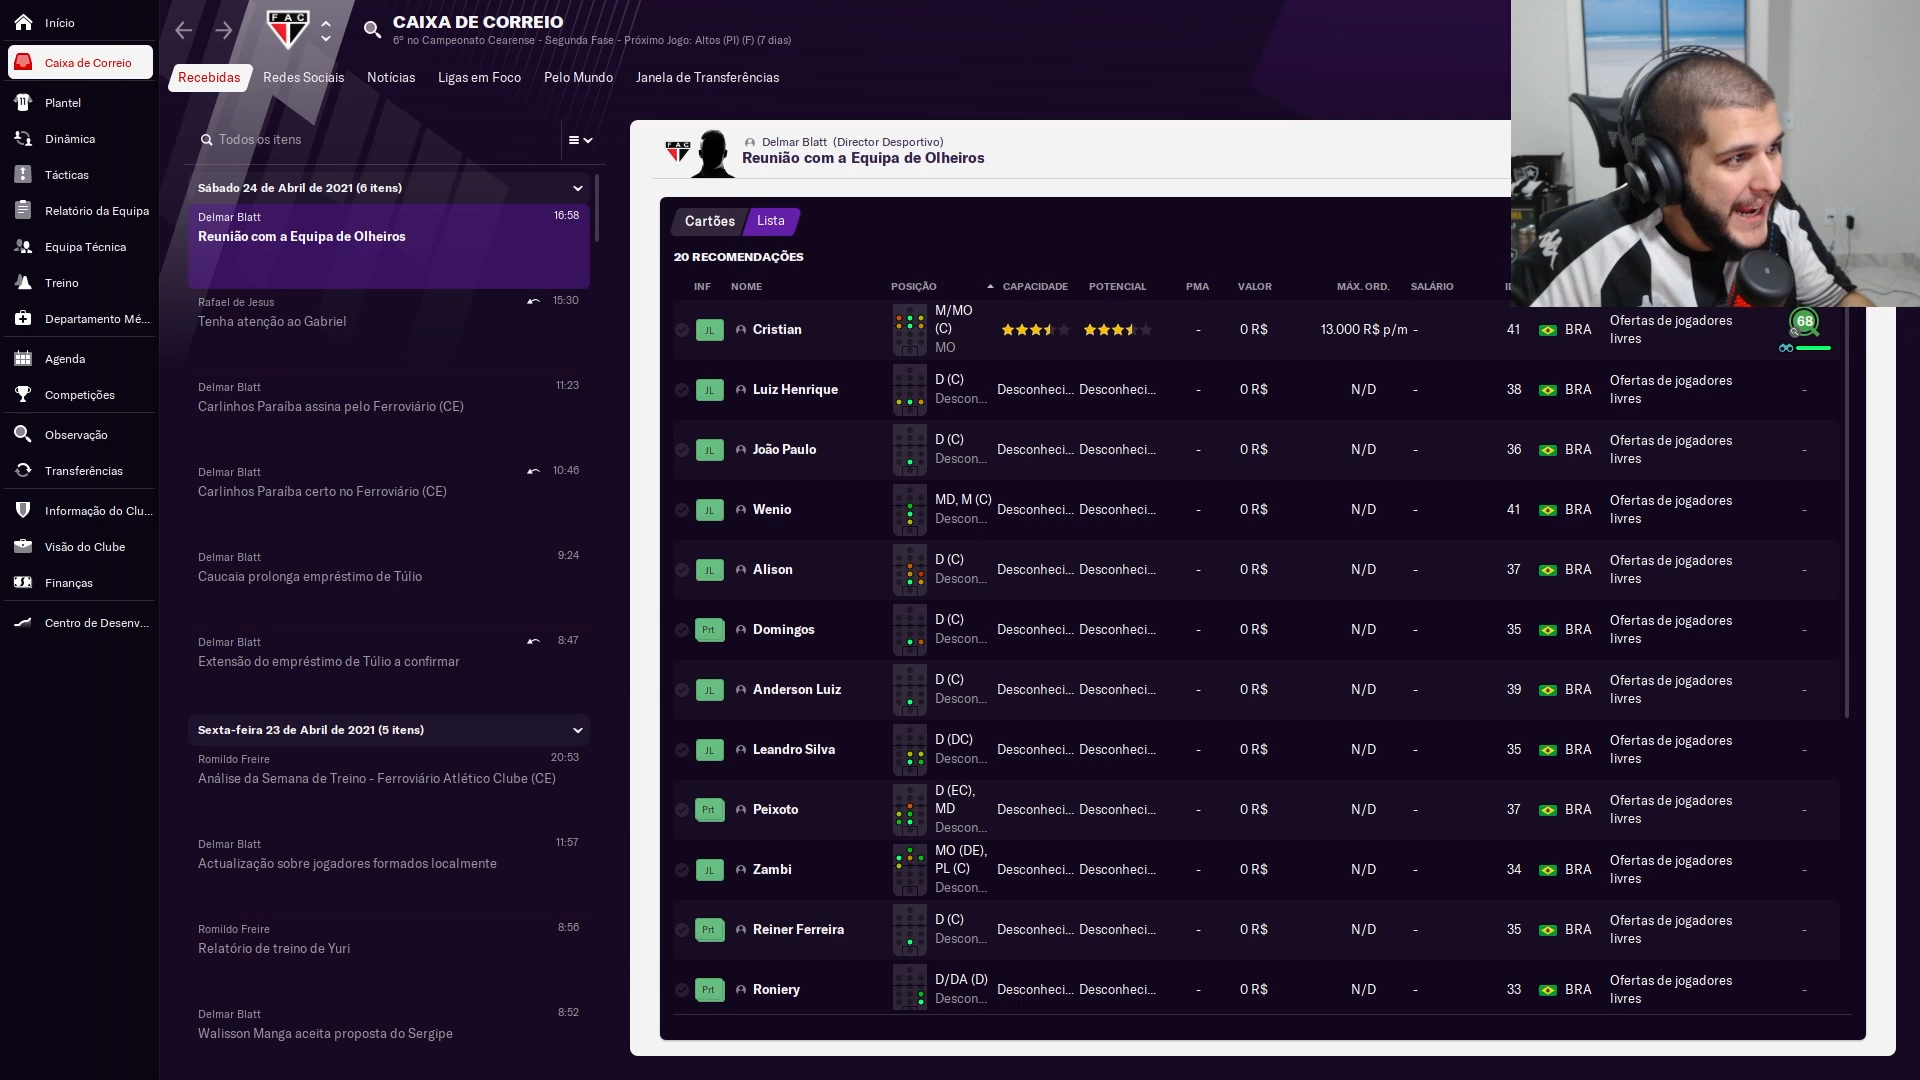 Início
Caixa de Correio
Plantel
Dinâmica
Tácticas
Relatório da Equipa
Equipa Técnica
Treino
Departamento Mé...
Agenda
Competições
Observação
Transferências
Informação do Clu...
Visão do Clube
Finanças
Centro de Desenv...
FAC
CAIXA DE CORREIO
6º no Campeonato Cearense - Segunda Fase - Próximo Jogo: Altos (PI) (F) (7 dias)
Recebidas Redes Sociais Notícias Ligas em Foco Pelo Mundo Janela de Transferências
Todos os itens
Sábado 24 de Abril de 2021 (6 itens)
Delmar Blatt 16:58
Reunião com a Equipa de Olheiros
Rafael de Jesus 15:30
Tenha atenção ao Gabriel
Delmar Blatt 11:23
Carlinhos Paraíba assina pelo Ferroviário (CE)
Delmar Blatt 10:46
Carlinhos Paraíba certo no Ferroviário (CE)
Delmar Blatt 9:24
Caucaia prolonga empréstimo de Túlio
Delmar Blatt 8:47
Extensão do empréstimo de Túlio a confirmar
Sexta-feira 23 de Abril de 2021 (5 itens)
Romildo Freire 20:53
Análise da Semana de Treino - Ferroviário Atlético Clube (CE)
Delmar Blatt 11:57
Actualização sobre jogadores formados localmente
Romildo Freire 8:56
Relatório de treino de Yuri
Delmar Blatt 8:52
Walisson Manga aceita proposta do Sergipe
FAC
Delmar Blatt (Director Desportivo)
Reunião com a Equipa de Olheiros
Cartões Lista
20 RECOMENDAÇÕES
INF NOME POSIÇÃO CAPACIDADE POTENCIAL PMA VALOR MÁX. ORD. SALÁRIO
JL Cristian M/MO (C) MO - 0 R$ 13.000 R$ p/m - 41 BRA Ofertas de jogadores livres 68
JL Luiz Henrique D (C) Descon... Desconheci... Desconheci... - 0 R$ N/D - 38 BRA Ofertas de jogadores livres -
JL João Paulo D (C) Descon... Desconheci... Desconheci... - 0 R$ N/D - 36 BRA Ofertas de jogadores livres -
JL Wenio MD, M (C) Descon... Desconheci... Desconheci... - 0 R$ N/D - 41 BRA Ofertas de jogadores livres -
JL Alison D (C) Descon... Desconheci... Desconheci... - 0 R$ N/D - 37 BRA Ofertas de jogadores livres -
Prt Domingos D (C) Descon... Desconheci... Desconheci... - 0 R$ N/D - 35 BRA Ofertas de jogadores livres -
JL Anderson Luiz D (C) Descon... Desconheci... Desconheci... - 0 R$ N/D - 39 BRA Ofertas de jogadores livres -
JL Leandro Silva D (DC) Descon... Desconheci... Desconheci... - 0 R$ N/D - 35 BRA Ofertas de jogadores livres -
Prt Peixoto D (EC), MD Descon... Desconheci... Desconheci... - 0 R$ N/D - 37 BRA Ofertas de jogadores livres -
JL Zambi MO (DE), PL (C) Descon... Desconheci... Desconheci... - 0 R$ N/D - 34 BRA Ofertas de jogadores livres -
Prt Reiner Ferreira D (C) Descon... Desconheci... Desconheci... - 0 R$ N/D - 35 BRA Ofertas de jogadores livres -
Prt Roniery D/DA (D) Descon... Desconheci... Desconheci... - 0 R$ N/D - 33 BRA Ofertas de jogadores livres -